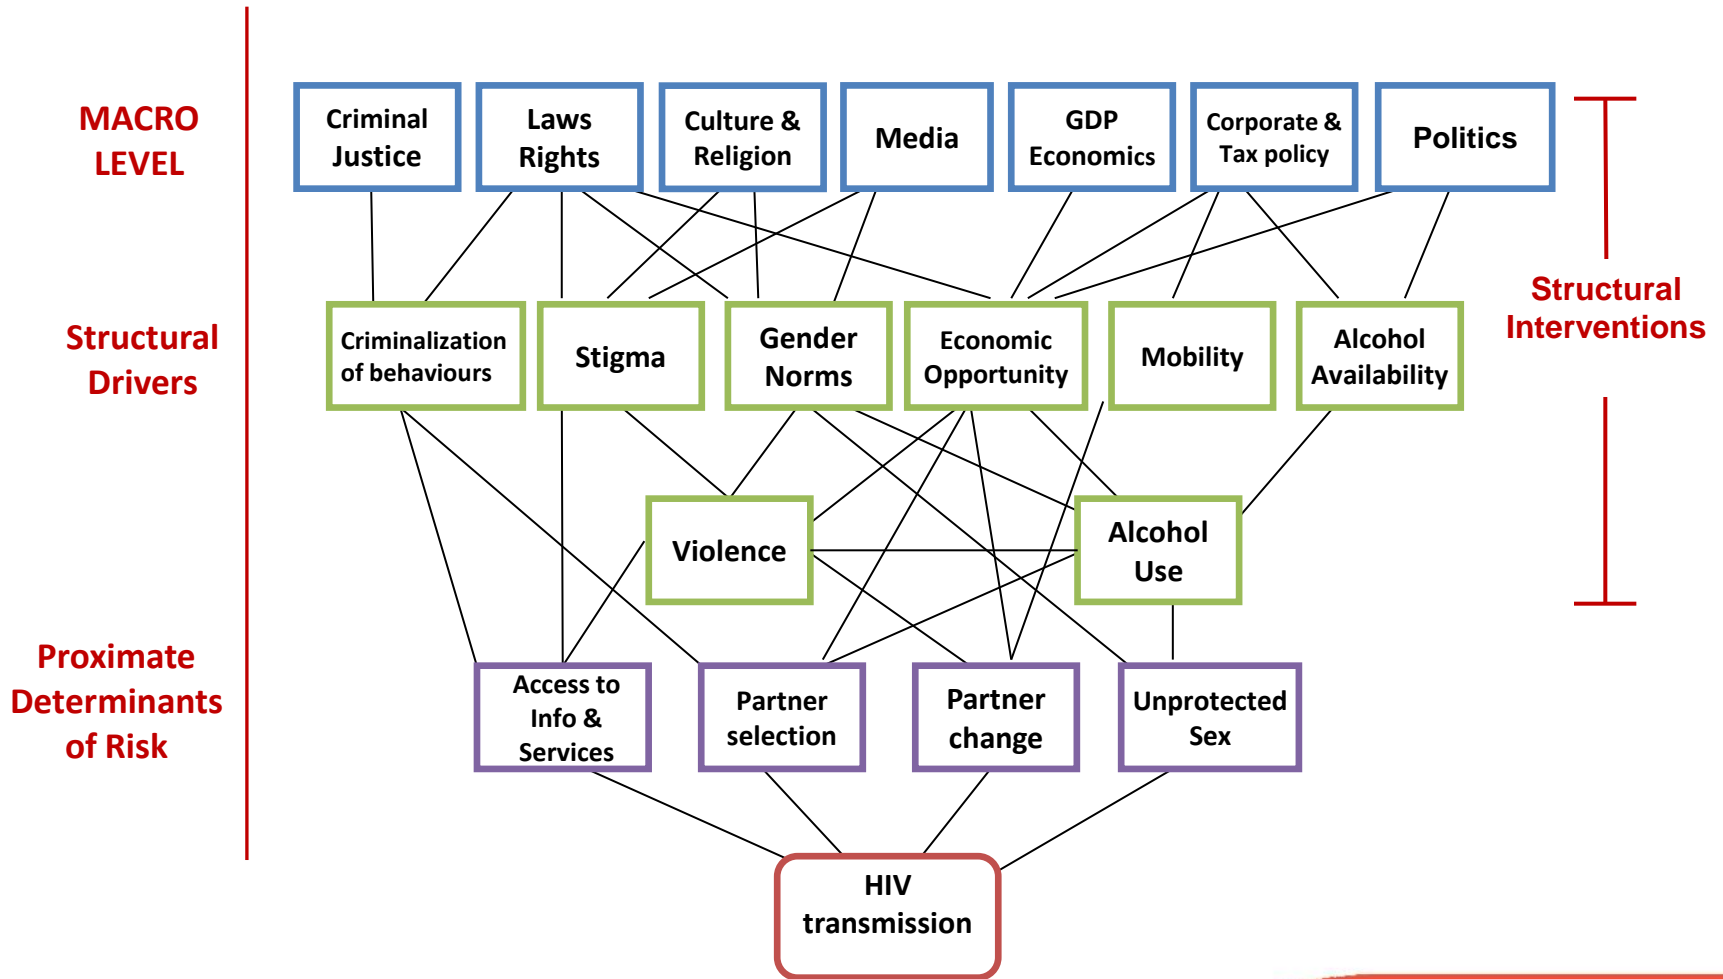 MACRO
LEVEL
Criminal
Justice
Laws
Rights
Culture &
Religion
Media
GDP
Economics
Corporate &
Tax policy
Politics
Structural
Interventions
Structural
Drivers
Criminalization
of behaviours
Stigma
Gender
Norms
Economic
Opportunity
Mobility
Alcohol
Availability
Violence
Alcohol
Use
Proximate
Determinants
of Risk
Access to
Info &
Services
Partner
selection
Partner
change
Unprotected
Sex
HIV
transmission